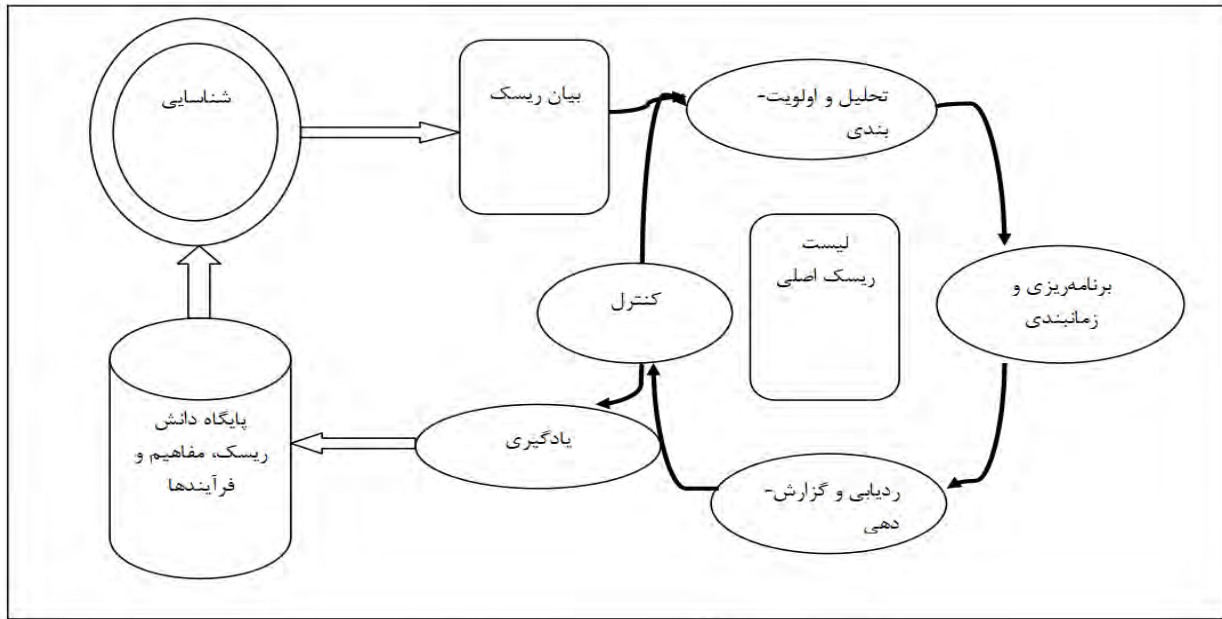 شناسایی
بیان ریسک
تحلیل و اولویت-
بندی
لیست
ریسک اصلی
برنامه‌ریزی و
زمانبندی
کنترل
یادگیری
ردیابی و گزارش-
دهی
پایگاه دانش
ریسک، مفاهیم و
فرآیندها